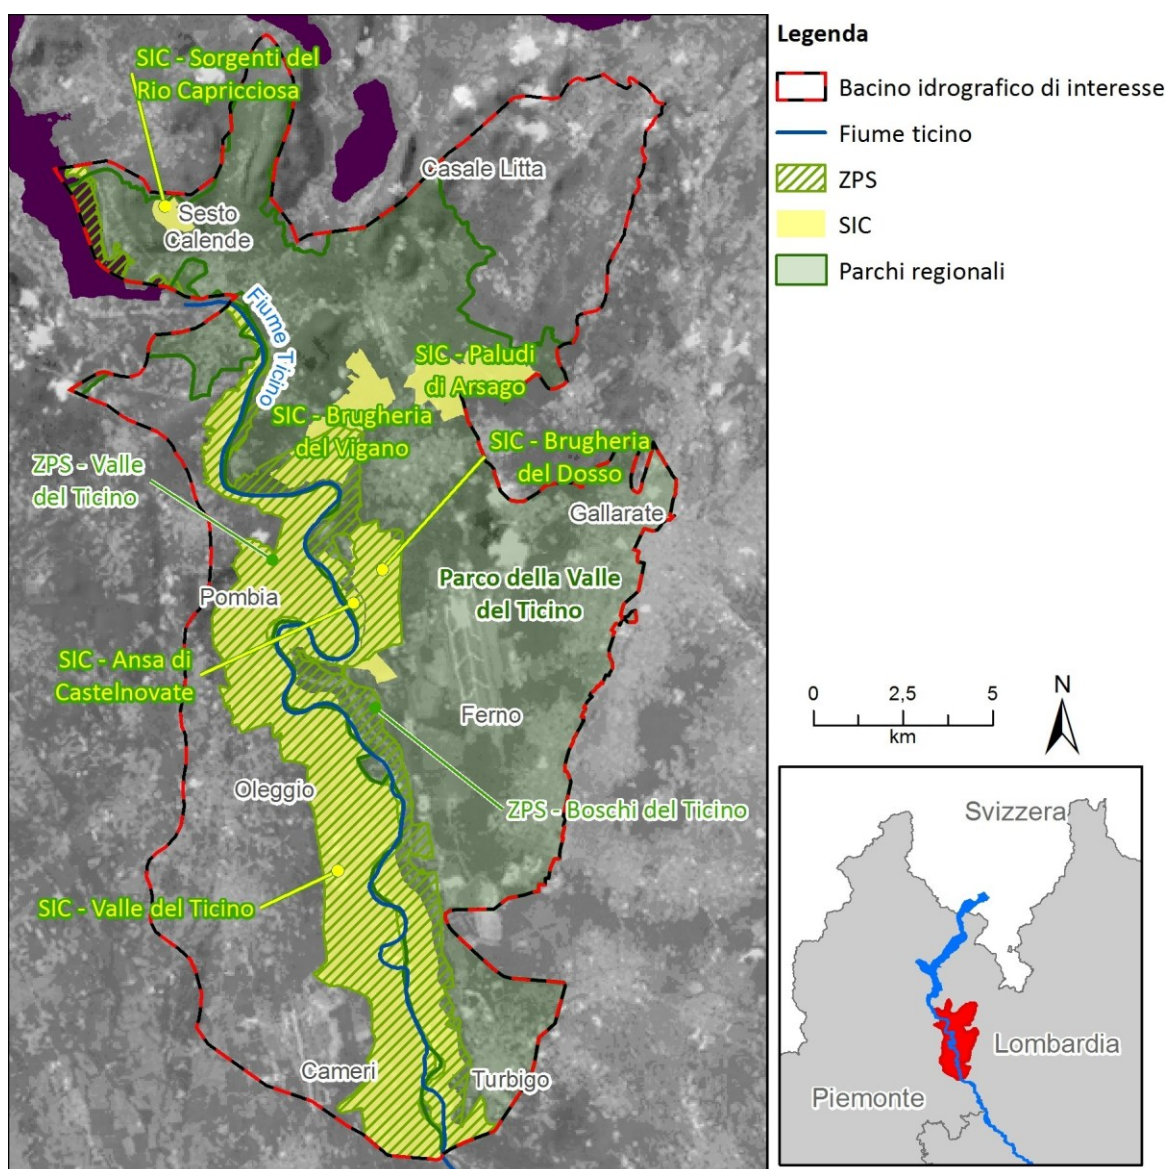 SIC - Sorgenti del
Rio Capricciosa
Casale Litta
Sesto
Calende
Fiume Ticino
SIC - Paludi
di Arsago
SIC - Brugheria
del Vigano
SIC - Brugheria
del Dosso
ZPS - Valle
del Ticino
Gallarate
Parco della Valle
del Ticino
Pombia
SIC - Ansa di
Castelnovate
Ferno
Oleggio
ZPS - Boschi del Ticino
SIC - Valle del Ticino
Cameri
Turbigo
Legenda
Bacino idrografico di interesse
Fiume ticino
ZPS
SIC
Parchi regionali
0 2,5 5
km
N
Svizzera
Lombardia
Piemonte